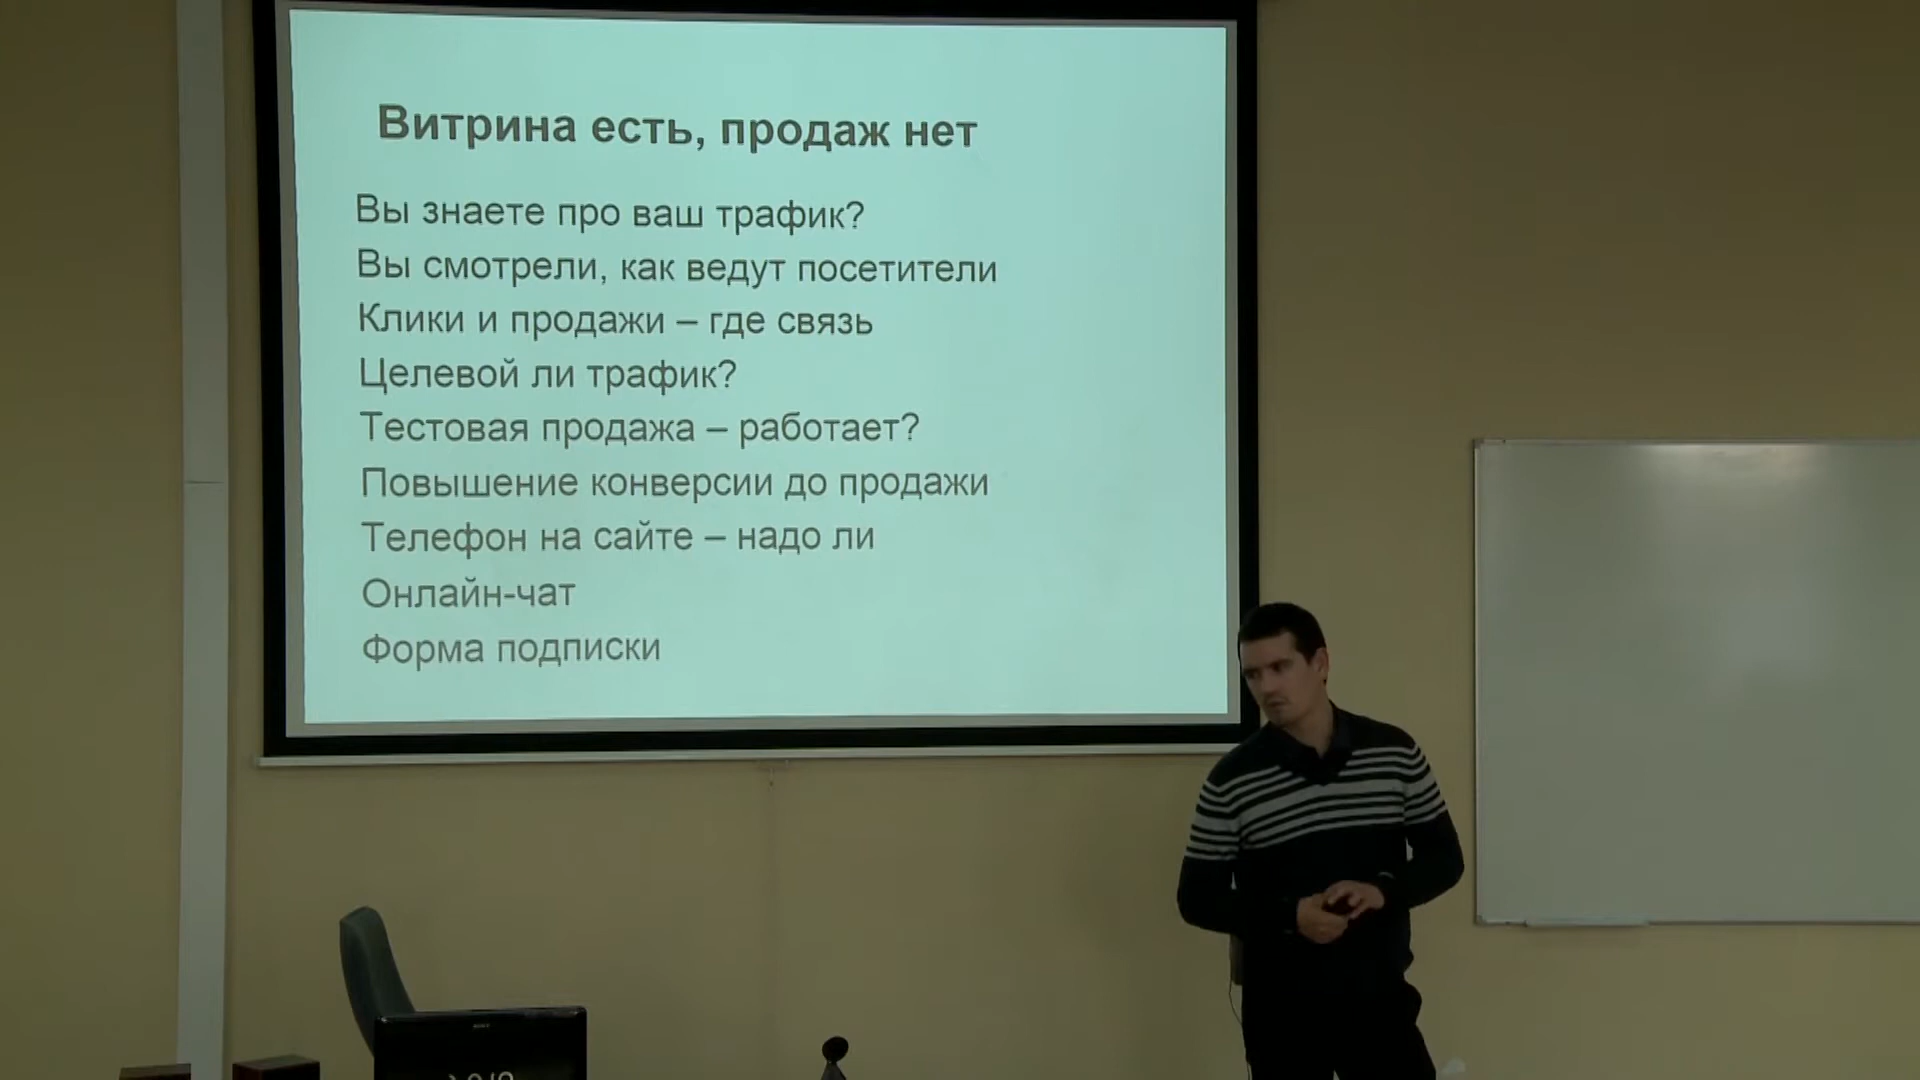 Витрина есть, продаж нет
Вы знаете про ваш трафик?
Вы смотрели, как ведут посетители
Клики и продажи – где связь
Целевой ли трафик?
Тестовая продажа – работает?
Повышение конверсии до продажи
Телефон на сайте – надо ли
Онлайн-чат
Форма подписки